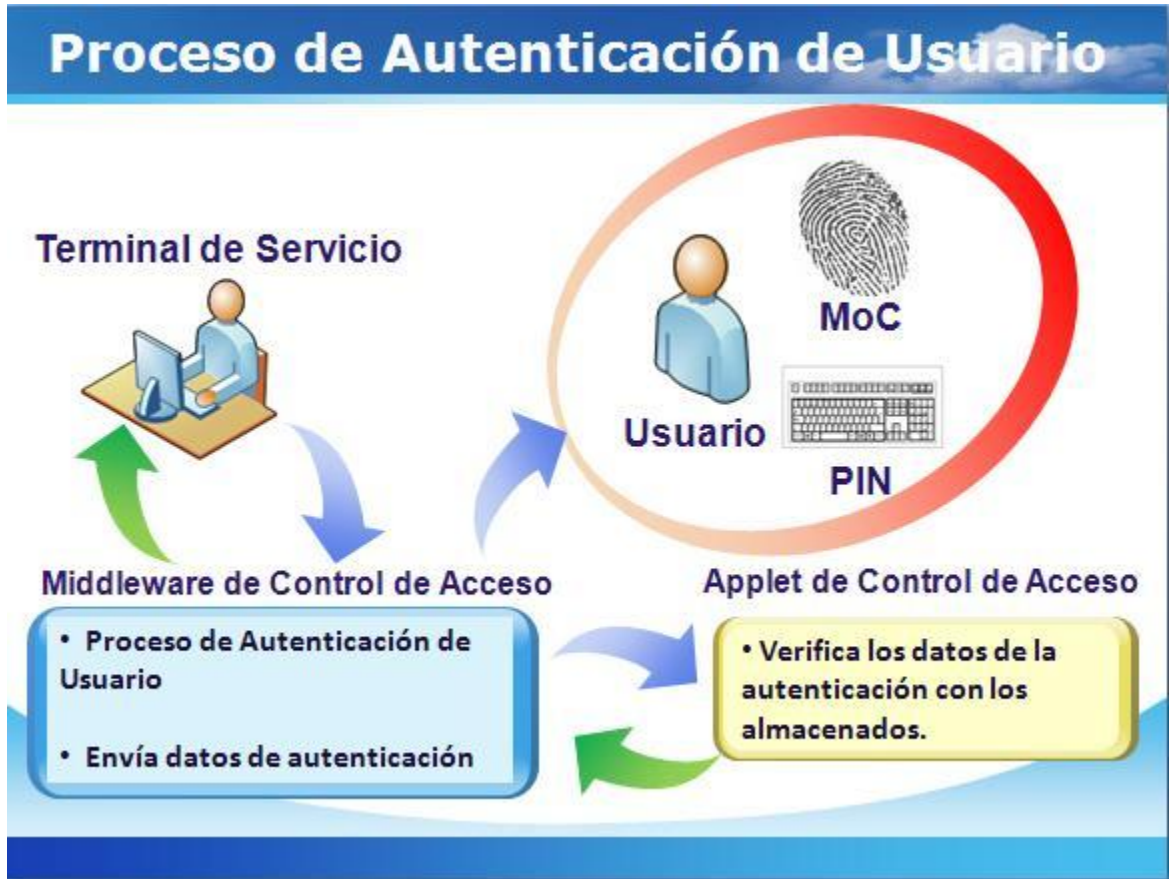 Proceso de Autenticación de Usuario
Terminal de Servicio
MoC
Usuario
PIN
Middleware de Control de Acceso
• Proceso de Autenticación de
Usuario
• Envía datos de autenticación
Applet de Control de Acceso
• Verifica los datos de la
autenticación con los
almacenados.